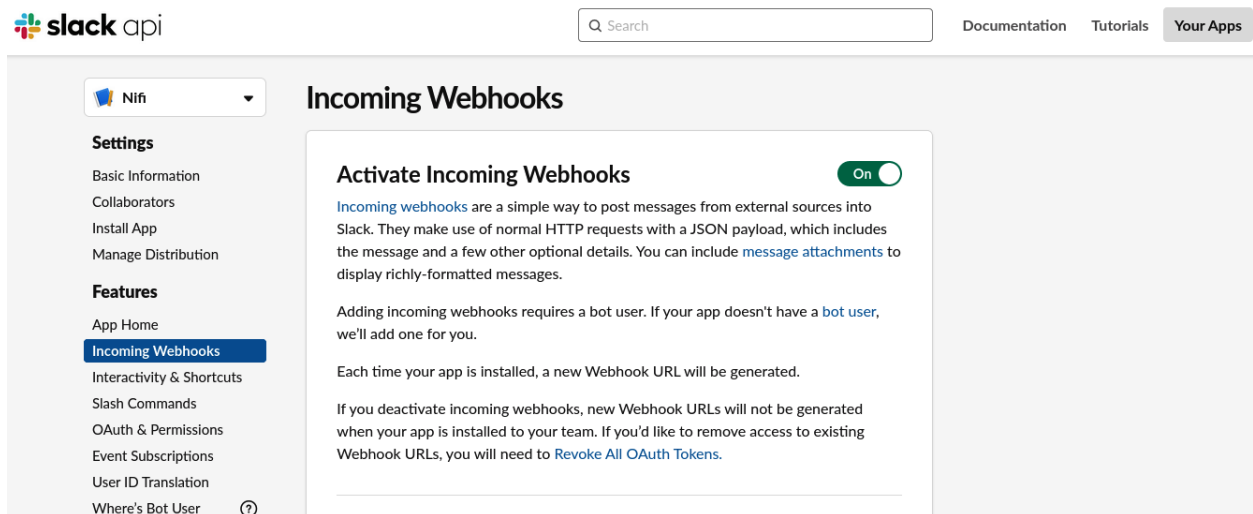 slack api
Search
Documentation
Tutorials
Your Apps
Nifi
Settings
Basic Information
Collaborators
Install App
Manage Distribution
Features
App Home
Incoming Webhooks
Interactivity & Shortcuts
Slash Commands
OAuth & Permissions
Event Subscriptions
User ID Translation
Where's Bot User
?
Incoming Webhooks
Activate Incoming Webhooks
On
Incoming webhooks are a simple way to post messages from external sources into
Slack. They make use of normal HTTP requests with a JSON payload, which includes
the message and a few other optional details. You can include message attachments to
display richly-formatted messages.
Adding incoming webhooks requires a bot user. If your app doesn't have a bot user,
we'll add one for you.
Each time your app is installed, a new Webhook URL will be generated.
If you deactivate incoming webhooks, new Webhook URLs will not be generated
when your app is installed to your team. If you'd like to remove access to existing
Webhook URLs, you will need to Revoke All OAuth Tokens.